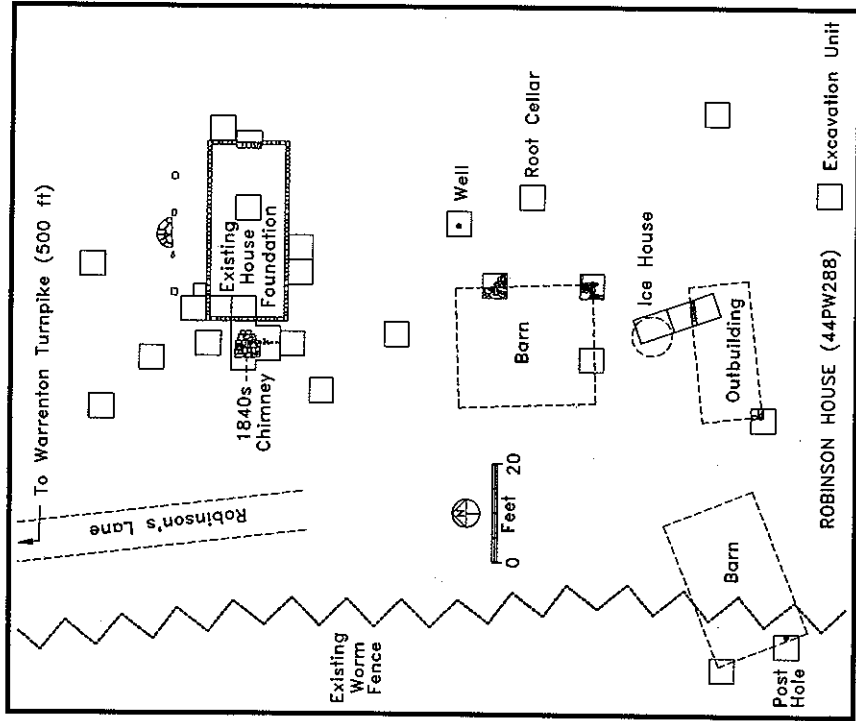 To Warrenton Turnpike (500 ft)
Robinson's Lane
1840s
Chimney
Existing
House
Foundation
Existing
Worm
Fence
N
0 20
Feet
Well
Root Cellar
Barn
Ice House
Outbuilding
Barn
Post
Hole
ROBINSON HOUSE (44PW288)
Excavation Unit